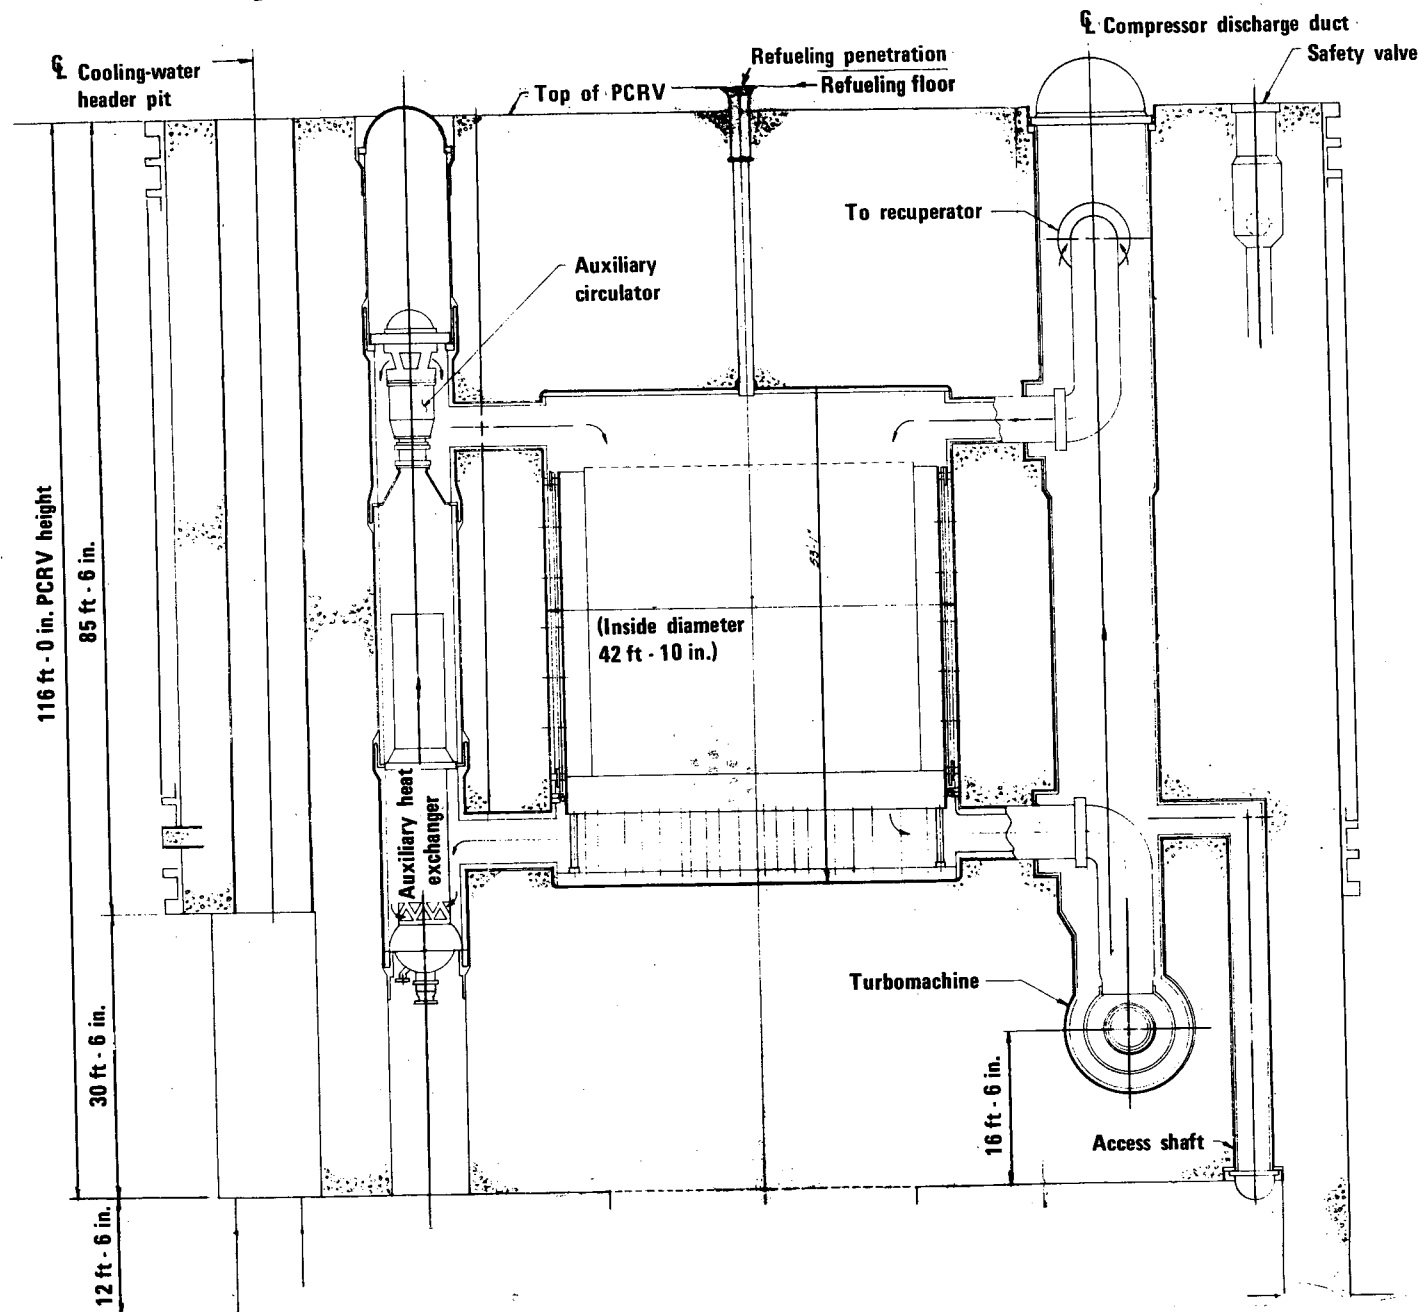 ℄ Compressor discharge duct
Safety valve
Refueling penetration
Refueling floor
Top of PCRV
℄ Cooling-water
header pit
To recuperator
Auxiliary
circulator
116 ft - 0 in. PCRV height
85 ft - 6 in.
53'-1"
(Inside diameter
42 ft - 10 in.)
Auxiliary heat
exchanger
Turbomachine
30 ft - 6 in.
16 ft - 6 in.
Access shaft
12 ft - 6 in.